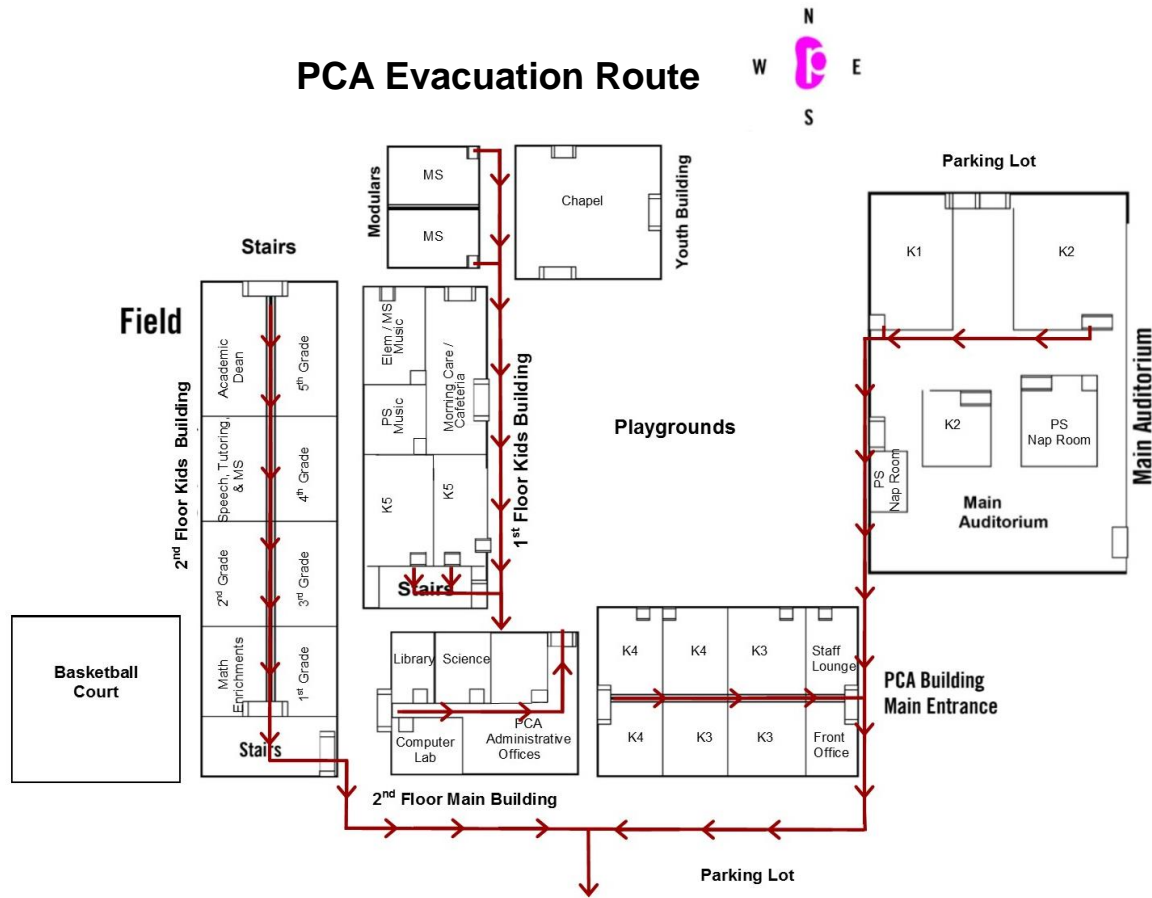 PCA Evacuation Route
N
W
E
S
Parking Lot
Modulars
MS
MS
Chapel
Youth Building
K1
K2
Stairs
Field
2nd Floor Kids Building
Academic
Dean
5th Grade
Speech, Tutoring,
& MS
4th Grade
2nd Grade
3rd Grade
Math
Enrichments
1st Grade
Stairs
Elem / MS
Music
PS
Music
Morning Care /
Cafeteria
K5
K5
Stairs
1st Floor Kids Building
Playgrounds
K2
PS
Nap Room
PS
Nap Room
Main
Auditorium
Main Auditorium
Basketball
Court
Library
Science
Computer
Lab
PCA
Administrative
Offices
2nd Floor Main Building
K4
K4
K3
Staff
Lounge
K4
K3
K3
Front
Office
PCA Building
Main Entrance
Parking Lot